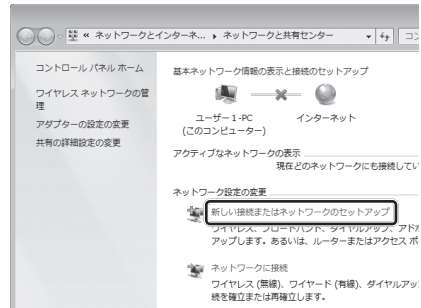 « ネットワークとインターネ... ▸ ネットワークと共有センター
コントロール パネル ホーム
ワイヤレス ネットワークの管
理
アダプターの設定の変更
共有の詳細設定の変更
基本ネットワーク情報の表示と接続のセットアップ
ユーザー1-PC
(このコンピューター)
インターネット
アクティブなネットワークの表示
現在どのネットワークにも接続してい
ネットワーク設定の変更
新しい接続またはネットワークのセットアップ
ワイヤレス、ブロードバンド、ダイヤルアップ、アドホ
アップします。あるいは、ルーターまたはアクセス ポ
ネットワークに接続
ワイヤレス (無線)、ワイヤード (有線)、ダイヤルアッ
続を確立または再確立します。